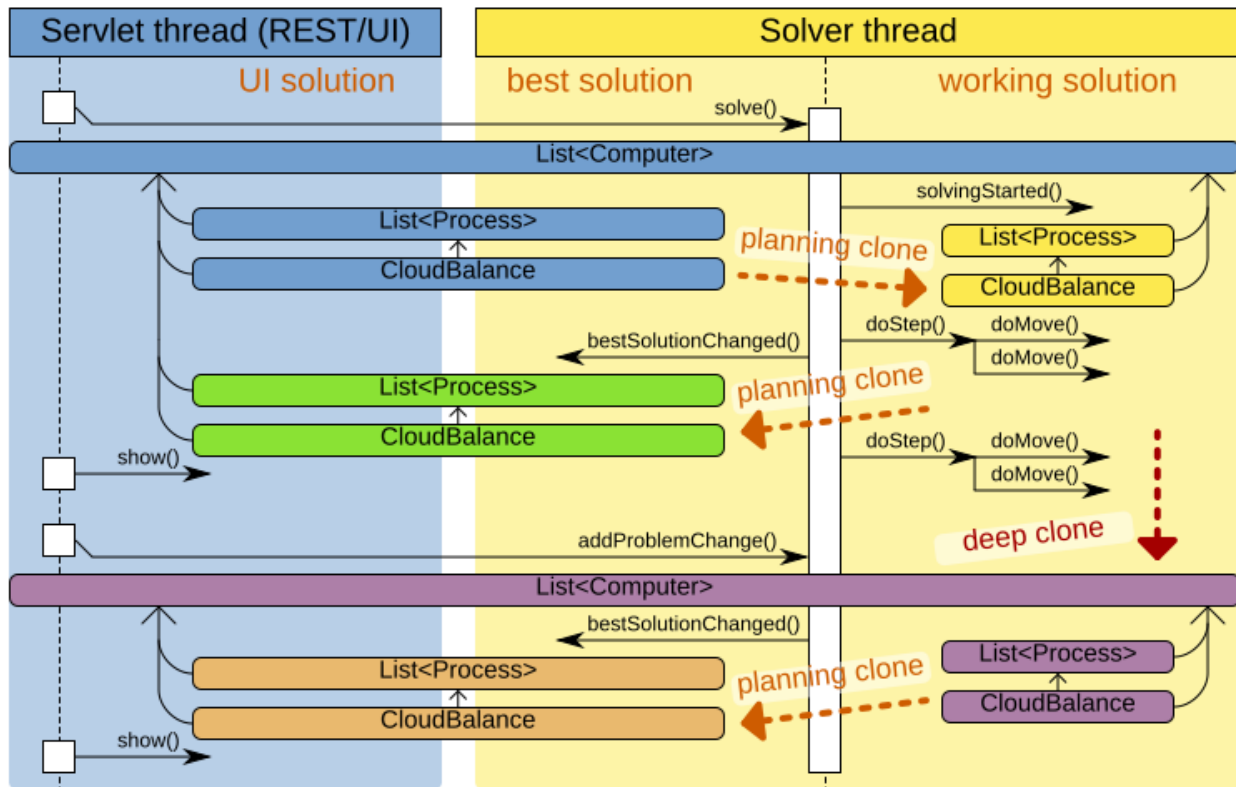 Servlet thread (REST/UI)
Solver thread
UI solution
best solution
working solution
solve()
List<Computer>
solvingStarted()
List<Process>
List<Process>
planning clone
CloudBalance
CloudBalance
doStep()
doMove()
bestSolutionChanged()
doMove()
List<Process>
planning clone
CloudBalance
doStep()
doMove()
show()
doMove()
deep clone
addProblemChange()
List<Computer>
bestSolutionChanged()
List<Process>
List<Process>
planning clone
CloudBalance
CloudBalance
show()